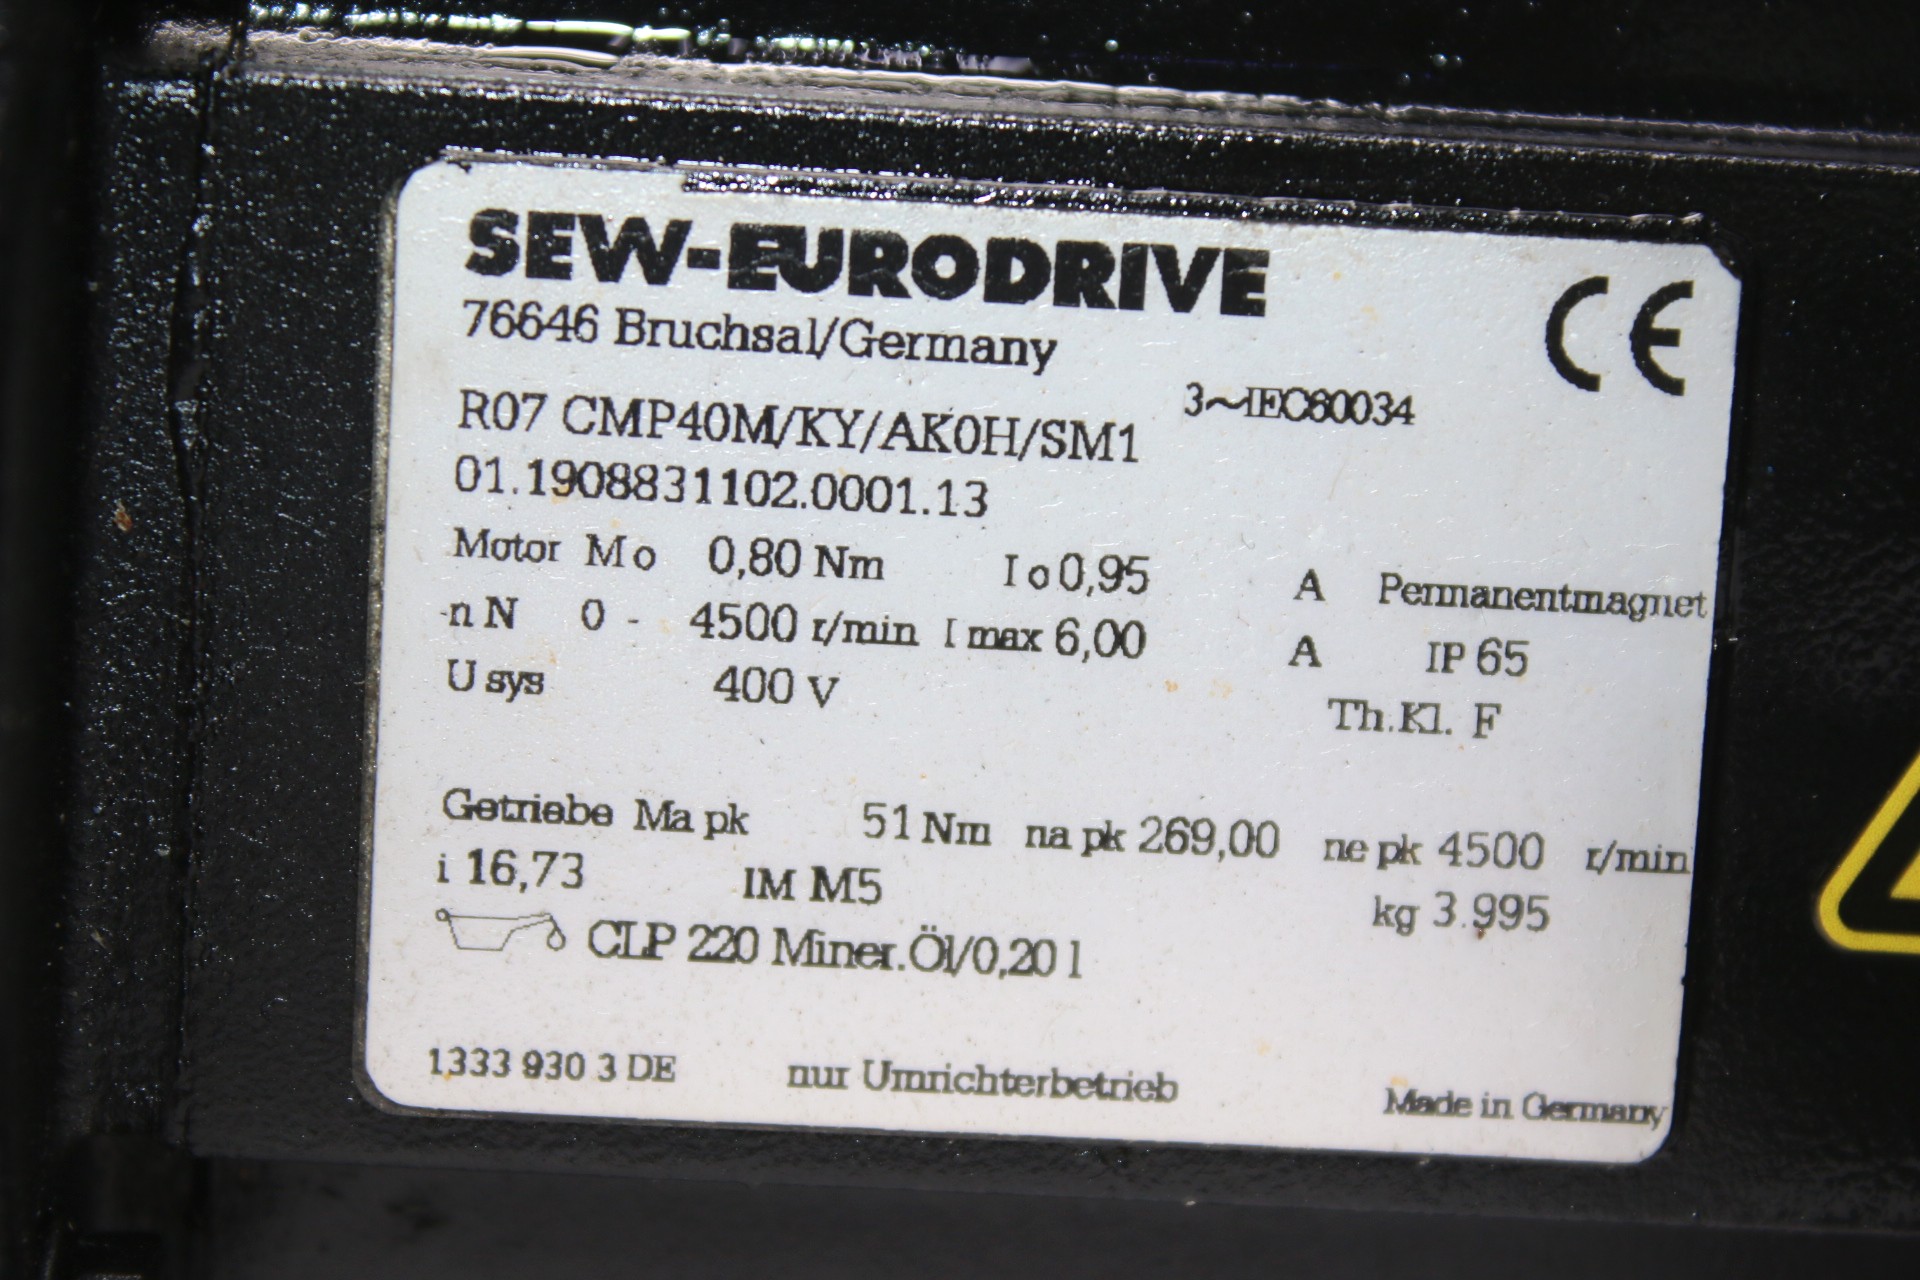 SEW-EURODRIVE
76646 Bruchsal/Germany
CE
R07 CMP40M/KY/AK0H/SM1 3~IEC60034
01.1908831102.0001.13
Motor Mo 0,80 Nm Io 0,95 A Permanentmagnet
nN 0 - 4500 r/min Imax 6,00 A IP 65
Usys 400 V Th.Kl. F
Getriebe Ma pk 51 Nm na pk 269,00 ne pk 4500 r/min
i 16,73 IM M5 kg 3.995
CLP 220 Miner.Öl/0,20 l
1333 930 3 DE nur Umrichterbetrieb Made in Germany